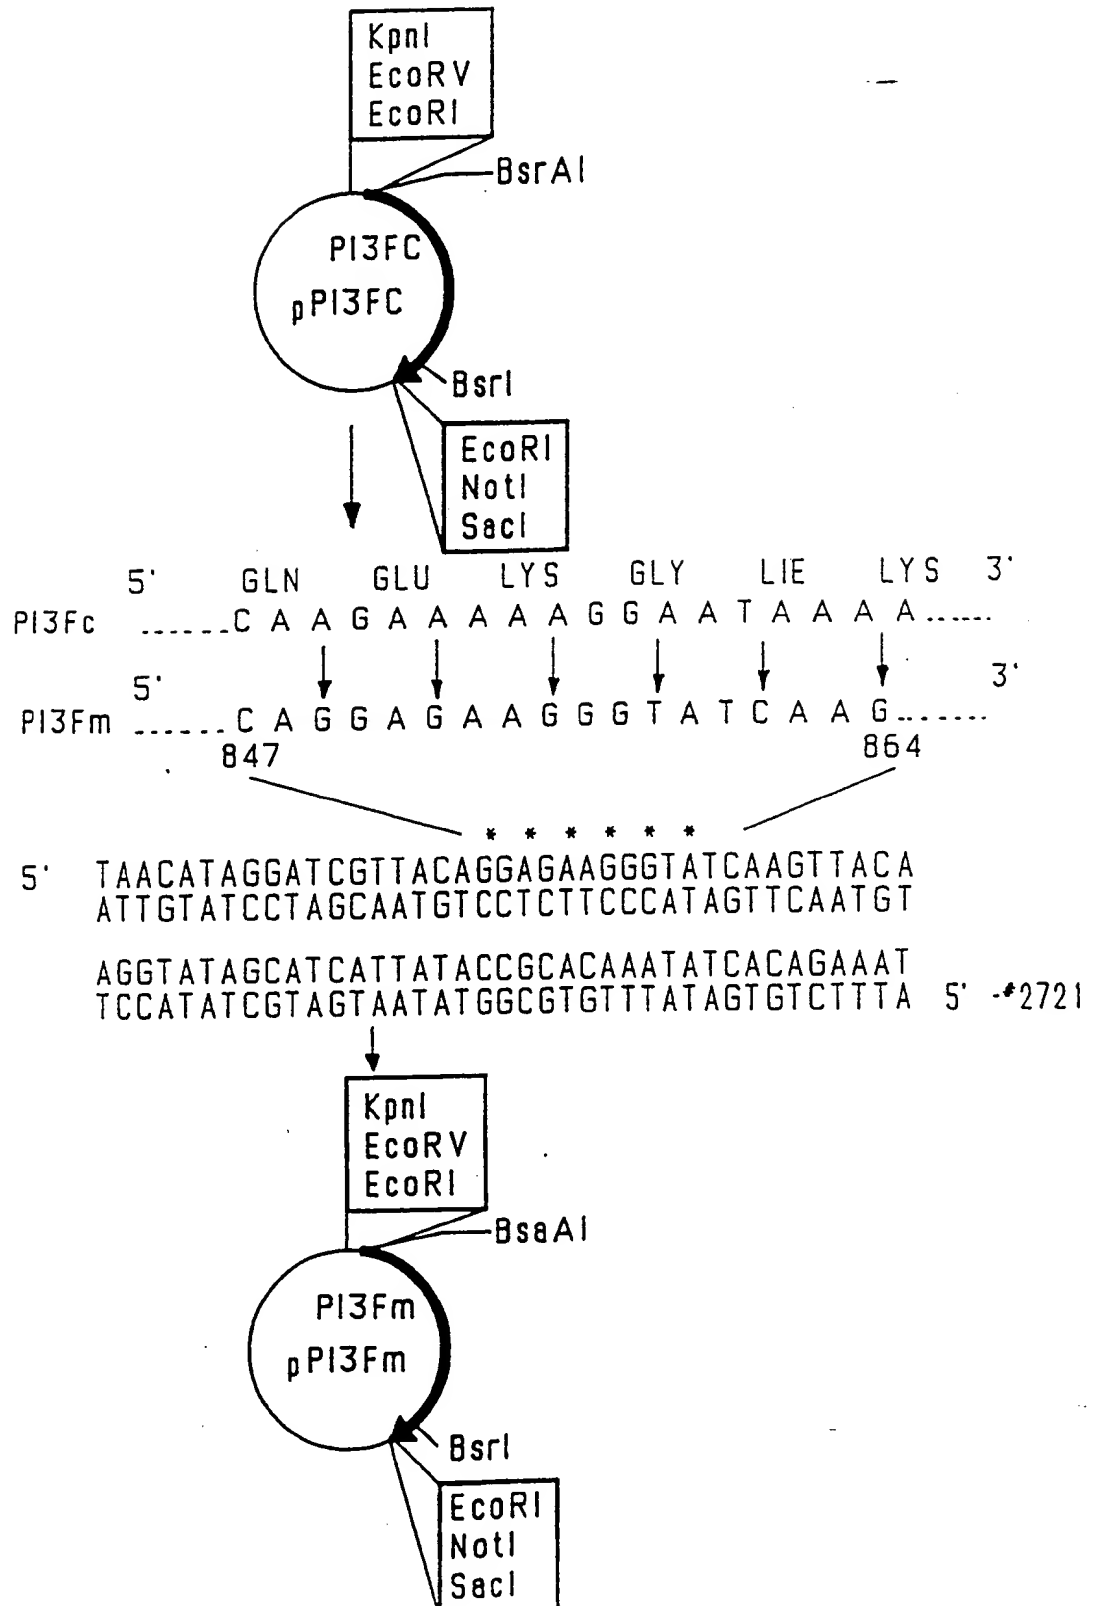 KpnI
EcoRV
EcoRI
BsrAI
PI3FC
pPI3FC
BsrI
EcoRI
NotI
SacI
5' GLN GLU LYS GLY LIE LYS 3'
PI3Fc ......C A A G A A A A A G G A A T A A A A......
5' 3'
PI3Fm ......C A G G A G A A G G G T A T C A A G.......
847 864
* * * * * *
5' TAACATAGGATCGTTACAGGAGAAGGGTATCAAGTTACA
ATTGTATCCTAGCAATGTCCTCTTCCCATAGTTCAATGT
AGGTATAGCATCATTATACCGCACAAATATCACAGAAAT
TCCATATCGTAGTAATATGGCGTGTTTATAGTGTCTTTA 5' -*2721
KpnI
EcoRV
EcoRI
BsaAI
PI3Fm
pPI3Fm
BsrI
EcoRI
NotI
SacI